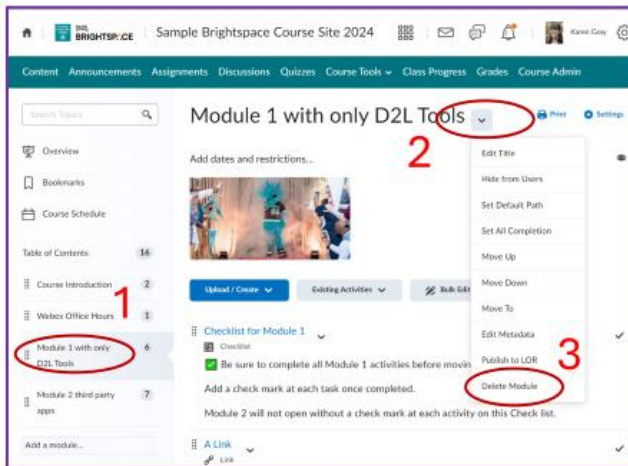 D2L
BRIGHTSPACE
Sample Brightspace Course Site 2024
Karen Goy
Content Announcements Assignments Discussions Quizzes Course Tools Class Progress Grades Course Admin
Search Topics
Overview
Bookmarks
Course Schedule
Table of Contents 16
Course Introduction 2
1
Webex Office Hours 1
Module 1 with only
D2L Tools
6
Module 2 third party
apps
7
Add a module...
Module 1 with only D2L Tools
2
Print
Settings
Add dates and restrictions...
Edit Title
Hide from Users
Set Default Path
Set All Completion
Move Up
Move Down
Move To
Edit Metadata
Publish to LOR
3
Delete Module
Upload / Create
Existing Activities
Bulk Edit
Checklist for Module 1
Checklist
Be sure to complete all Module 1 activities before movin
Add a check mark at each task once completed.
Module 2 will not open without a check mark at each activity on this Check list.
A Link
Link